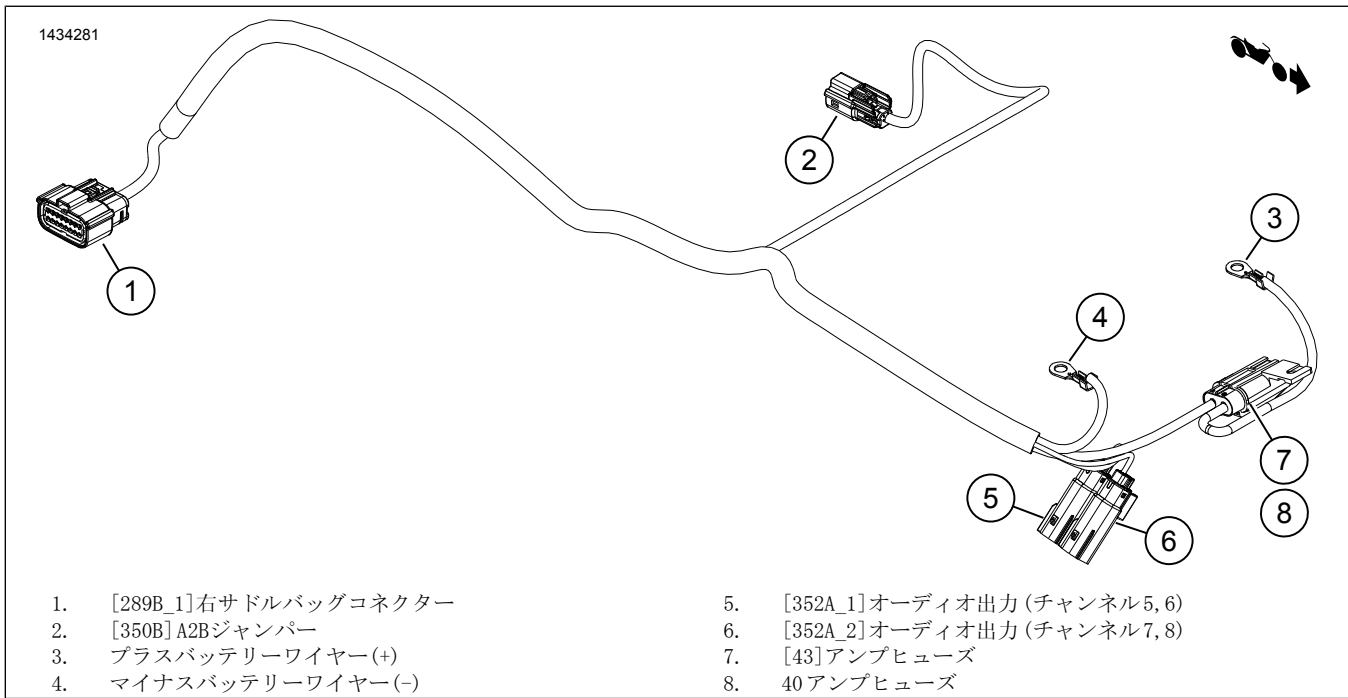 1434281
2
3
1
4
7
5
8
6
1. [289B_1]右サドルバッグコネクター
2. [350B]A2Bジャンパー
3. プラスバッテリーワイヤー(+)
4. マイナスバッテリーワイヤー(-)
5. [352A_1]オーディオ出力(チャンネル5,6)
6. [352A_2]オーディオ出力(チャンネル7,8)
7. [43]アンプヒューズ
8. 40アンプヒューズ